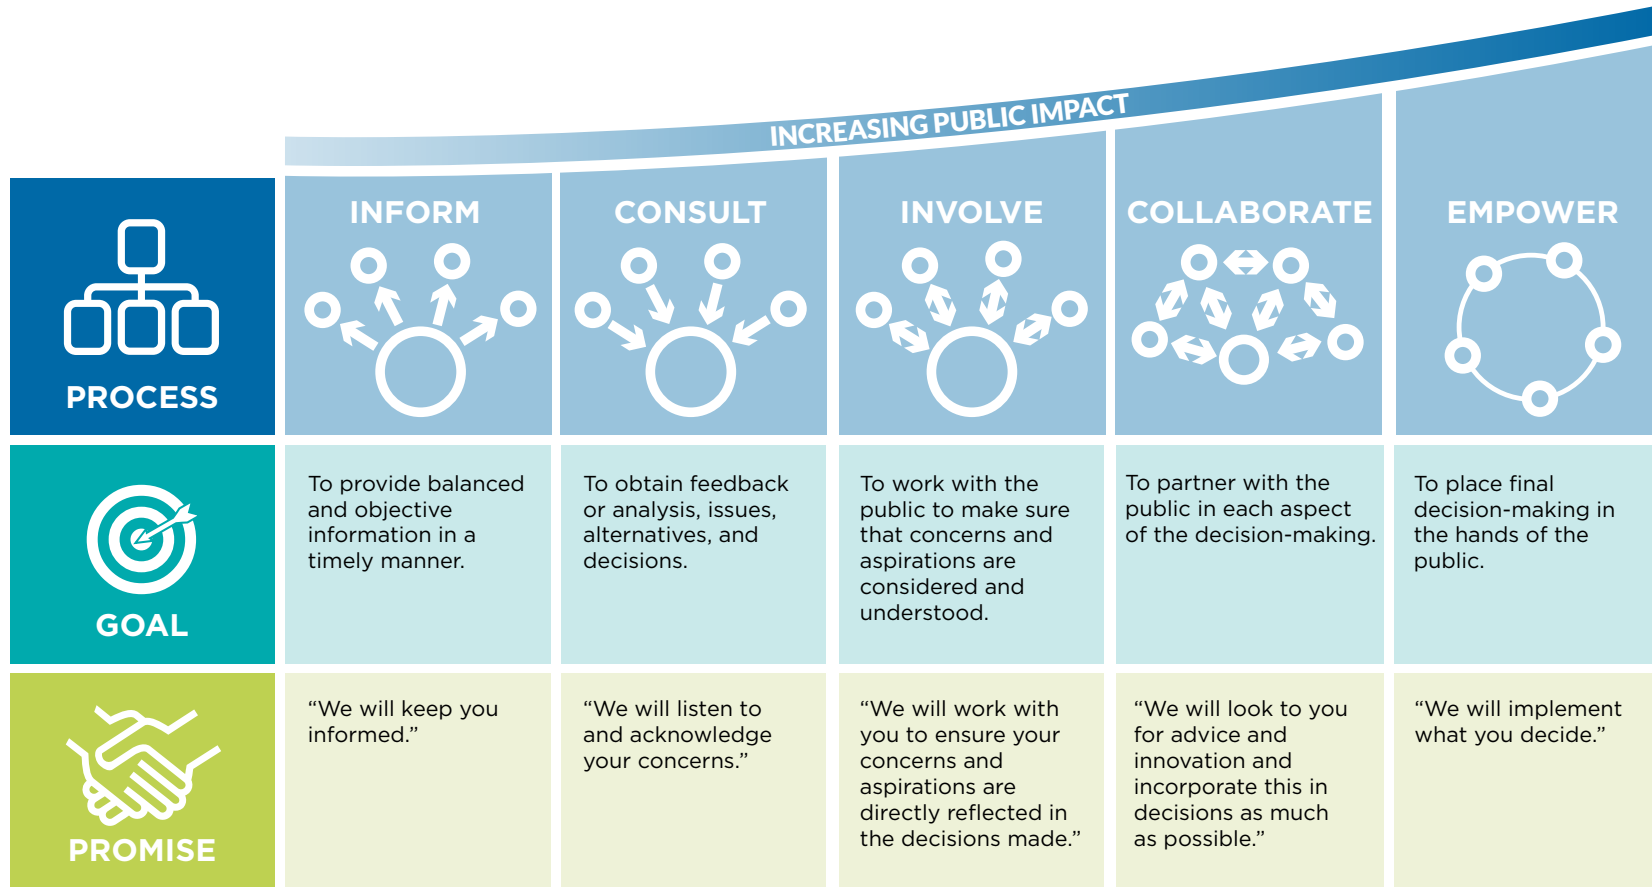 INCREASING PUBLIC IMPACT
PROCESS
INFORM
CONSULT
INVOLVE
COLLABORATE
EMPOWER
GOAL
To provide balanced
and objective
information in a
timely manner.
To obtain feedback
or analysis, issues,
alternatives, and
decisions.
To work with the
public to make sure
that concerns and
aspirations are
considered and
understood.
To partner with the
public in each aspect
of the decision-making.
To place final
decision-making in
the hands of the
public.
PROMISE
“We will keep you
informed.”
“We will listen to
and acknowledge
your concerns.”
“We will work with
you to ensure your
concerns and
aspirations are
directly reflected in
the decisions made.”
“We will look to you
for advice and
innovation and
incorporate this in
decisions as much
as possible.”
“We will implement
what you decide.”